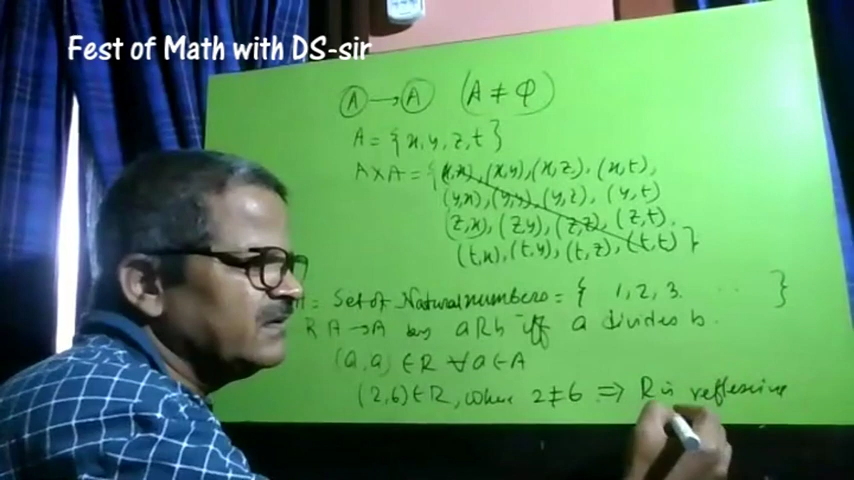 Fest of Math with DS-sir
A → A (A ≠ φ)
A = {x, y, z, t}
A×A = {(x,x), (x,y), (x,z), (x,t),
(y,x), (y,y), (y,z), (y,t)
(z,x), (z,y), (z,z), (z,t).
(t,x), (t,y), (t,z), (t,t)}
= Set of Natural numbers = { 1, 2, 3. . . . }
R A → A by aRb iff a divides b.
(a,a) ∈ R ∀ a ∈ A
(2,6) ∈ R, where 2 ≠ 6 ⇒ R is reflexive